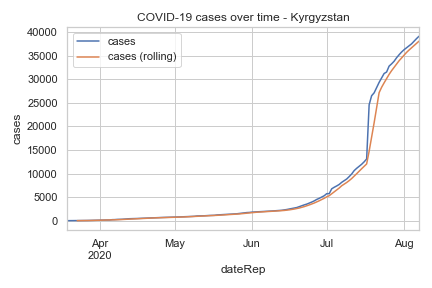 COVID-19 cases over time - Kyrgyzstan
cases
cases (rolling)
40000
35000
30000
25000
20000
15000
10000
5000
0
cases
Apr
2020
May
Jun
Jul
Aug
dateRep